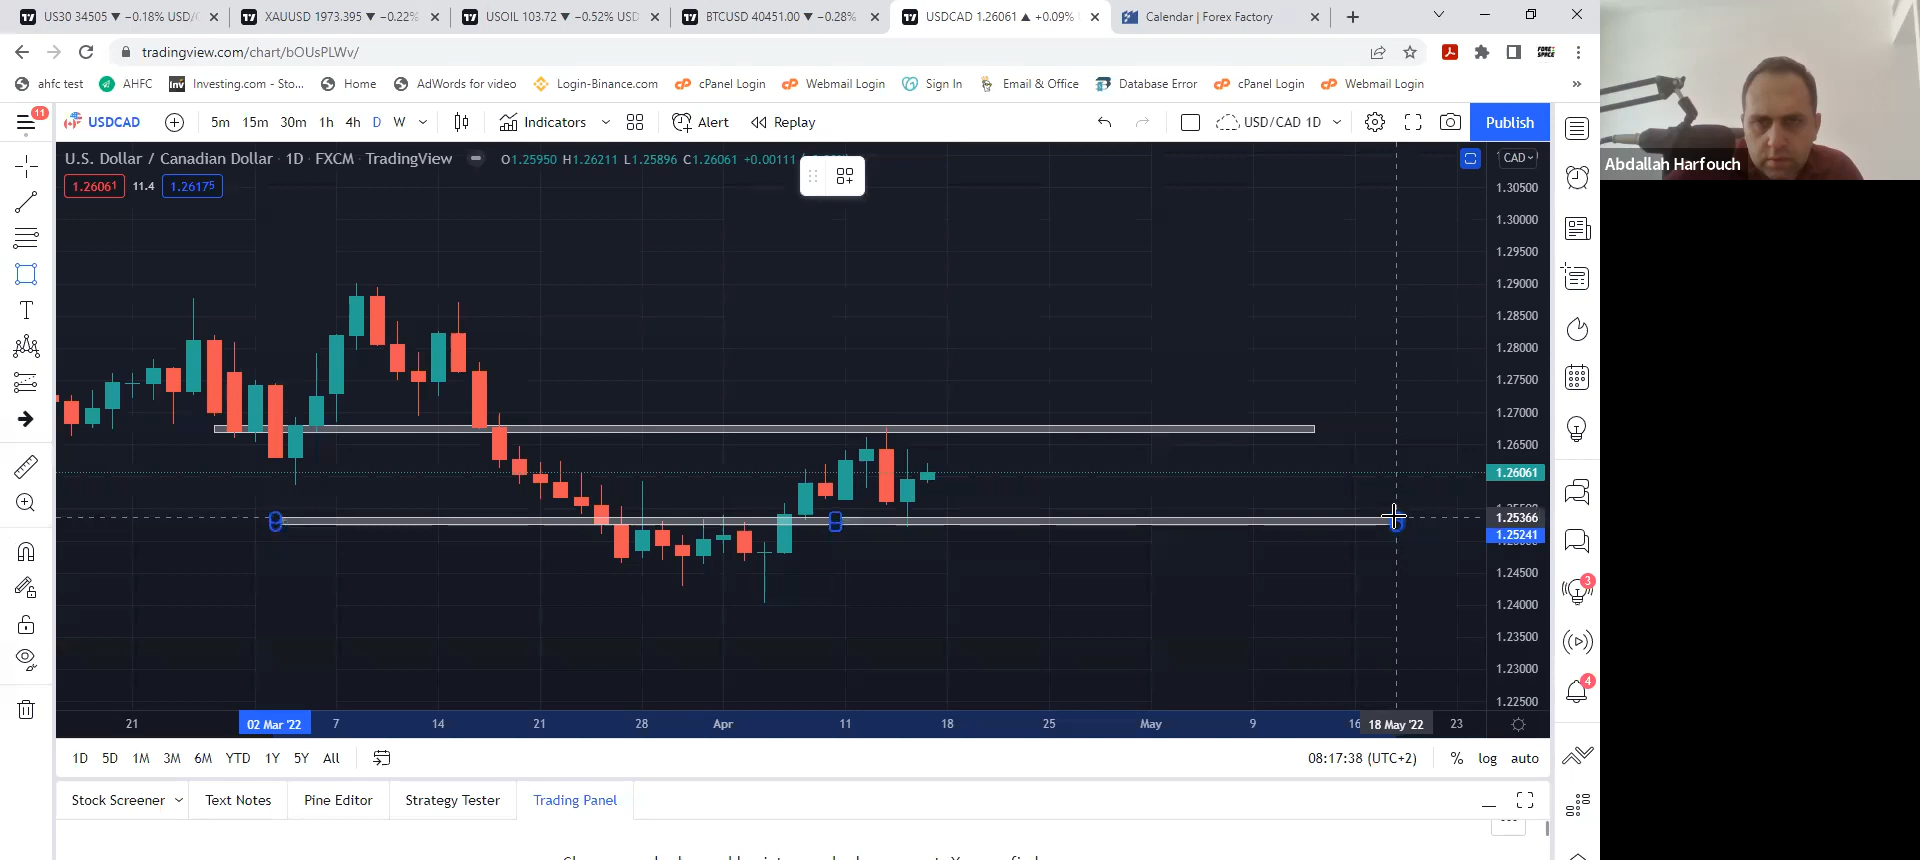 US30 34505 ▼ −0.18% USD/
XAUUSD 1973.395 ▼ −0.22%
USOIL 103.72 ▼ −0.52% USD
BTCUSD 40451.00 ▼ −0.28%
USDCAD 1.26061 ▲ +0.09%
Calendar | Forex Factory
tradingview.com/chart/bOUsPLWv/
ahfc test
AHFC
Investing.com - Sto...
Home
AdWords for video
Login-Binance.com
cPanel Login
Webmail Login
Sign In
Email & Office
Database Error
cPanel Login
Webmail Login
»
11
USDCAD
5m 15m 30m 1h 4h D W
Indicators
Alert
Replay
USD/CAD 1D
Publish
U.S. Dollar / Canadian Dollar · 1D · FXCM · TradingView
O1.25950 H1.26211 L1.25896 C1.26061 +0.00111
CAD
1.26061 11.4 1.26175
1.30500
1.30000
1.29500
1.29000
1.28500
1.28000
1.27500
1.27000
1.26500
1.26061
1.25366
1.25241
1.24500
1.24000
1.23500
1.23000
1.22500
21 02 Mar '22 7 14 21 28 Apr 11 18 25 May 9 16 18 May '22 23
1D 5D 1M 3M 6M YTD 1Y 5Y All
08:17:38 (UTC+2) % log auto
Stock Screener
Text Notes
Pine Editor
Strategy Tester
Trading Panel
Abdallah Harfouch
3
4